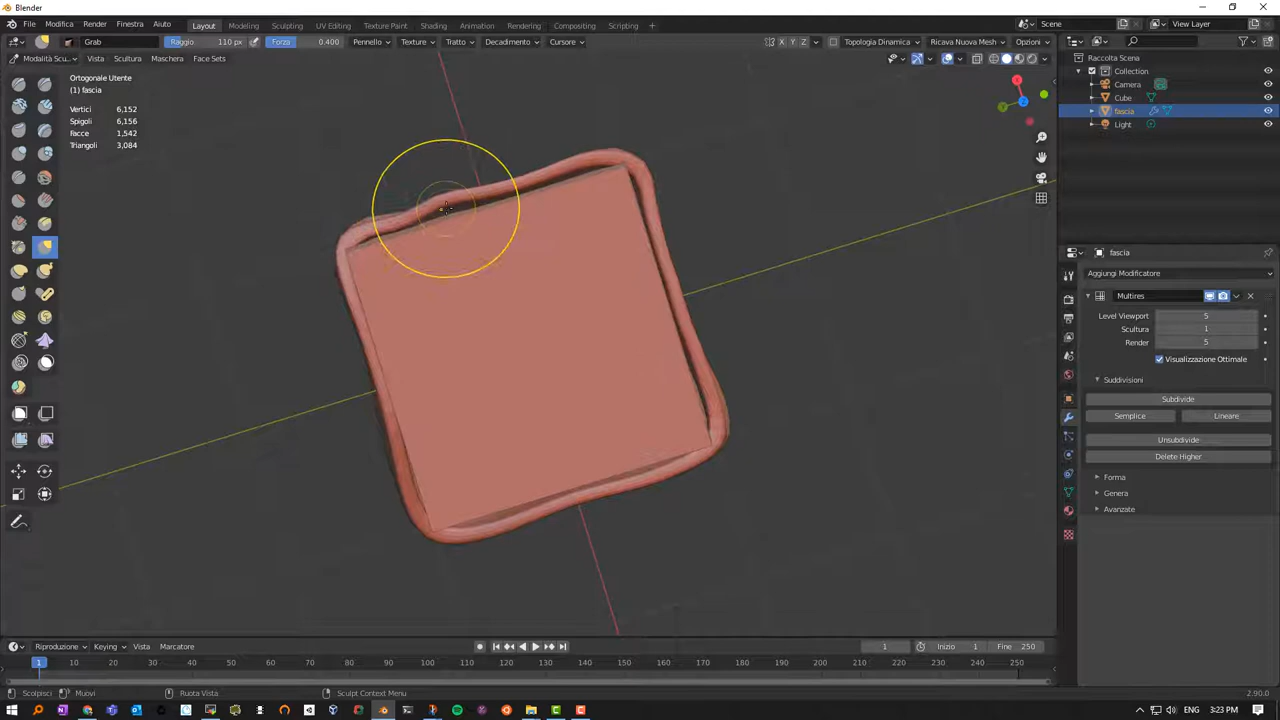 Blender
File Modifica Render Finestra Aiuto Layout Modeling Sculpting UV Editing Texture Paint Shading Animation Rendering Compositing Scripting + Scene View Layer
Grab Raggio 110 px Forza 0.400 Pennello Texture Tratto Decadimento Cursore X Y Z Topologia Dinamica Ricava Nuova Mesh Opzioni
Modalità Scu... Vista Scultura Maschera Face Sets
Ortogonale Utente
(1) fascia
Vertici 6,152
Spigoli 6,156
Facce 1,542
Triangoli 3,084
Raccolta Scena
Collection
Camera
Cube
fascia
Light
fascia
Aggiungi Modificatore
Multires
Level Viewport 5
Scultura 1
Render 5
Visualizzazione Ottimale
Suddivisioni
Subdivide
Semplice Lineare
Unsubdivide
Delete Higher
Forma
Genera
Avanzate
Riproduzione Keying Vista Marcatore 1 Inizio 1 Fine 250
1 10 20 30 40 50 60 70 80 90 100 110 120 130 140 150 160 170 180 190 200 210 220 230 240 250
Scolpisci Muovi Ruota Vista Sculpt Context Menu 2.90.0
ENG 3:23 PM